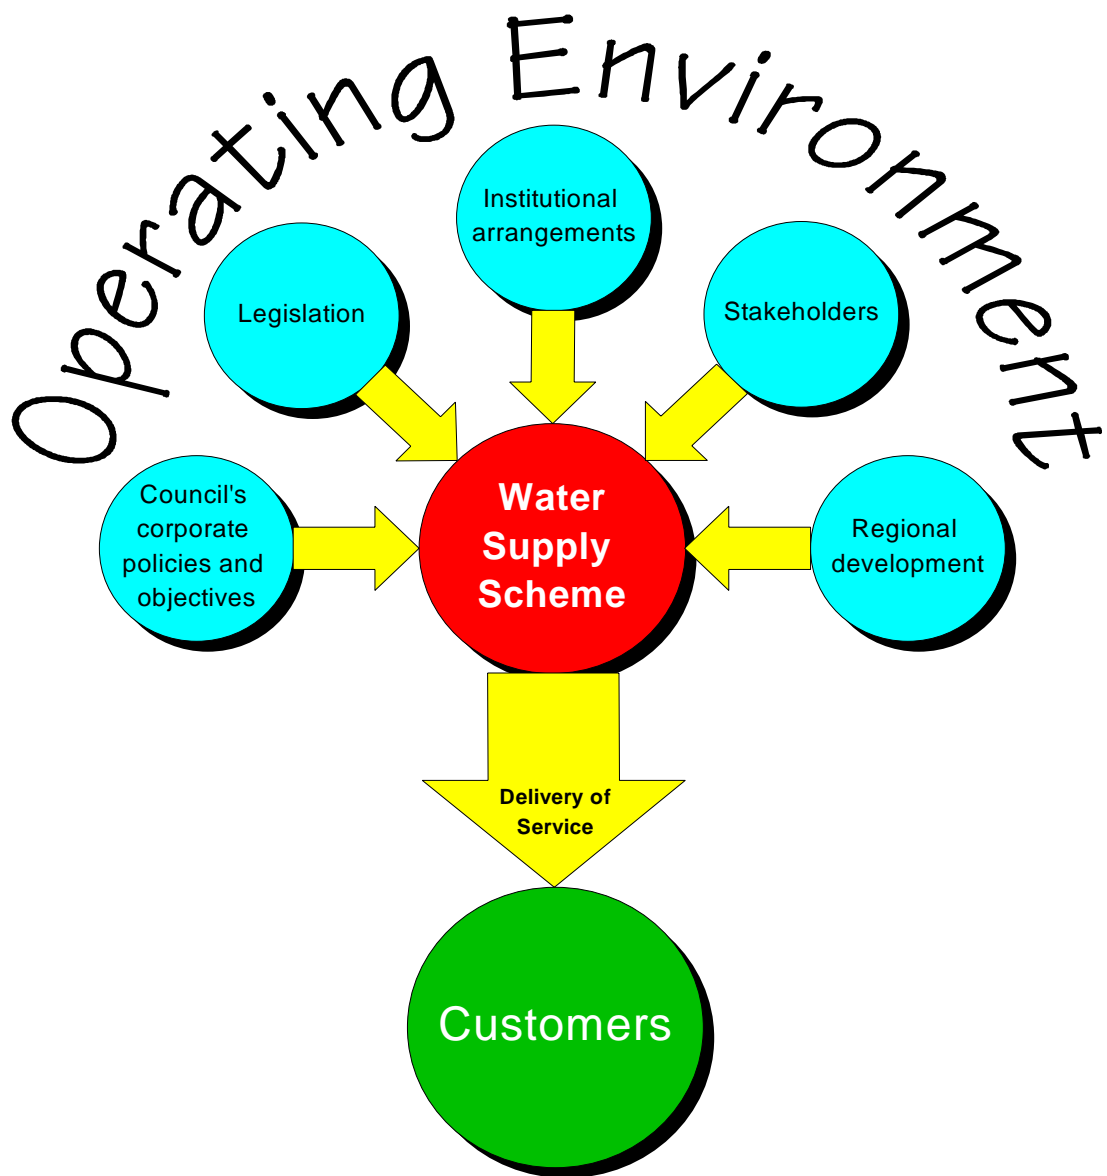 Operating Environment
Institutional
arrangements
Legislation
Stakeholders
Council's
corporate
policies and
objectives
Water
Supply
Scheme
Regional
development
Delivery of
Service
Customers